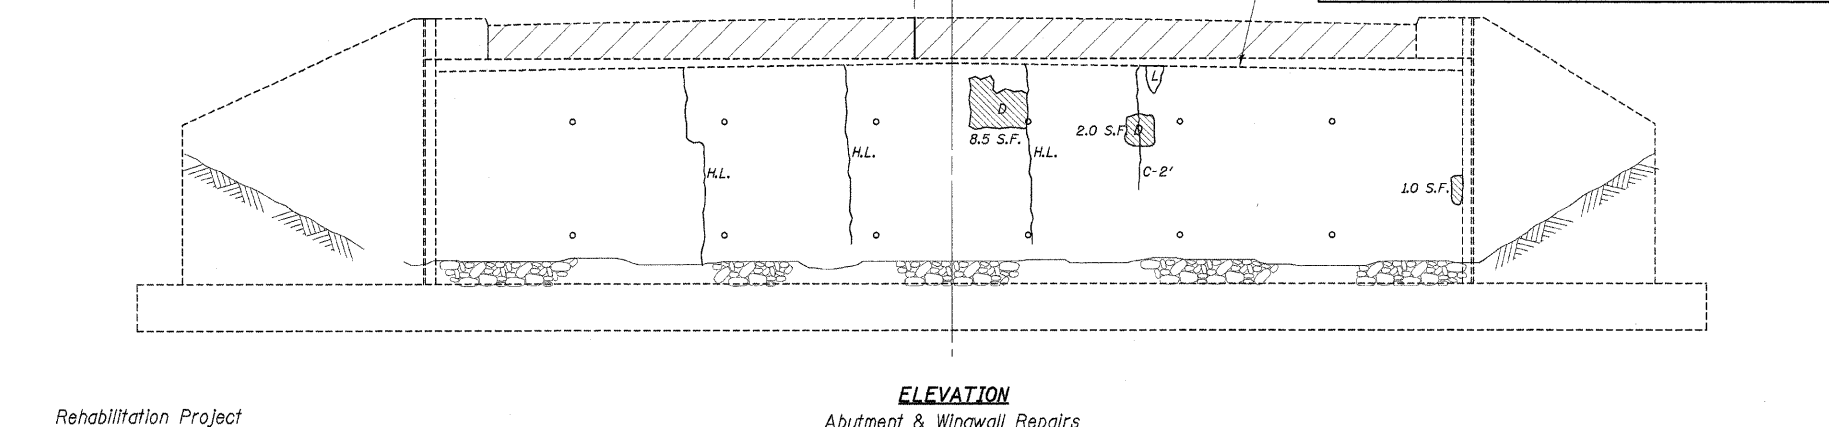 L
D
8.5 S.F.
2.0 S.F.
D
H.L.
H.L.
H.L.
C-2'
1.0 S.F.
ELEVATION
Rehabilitation Project
Abutment & Wingwall Repairs